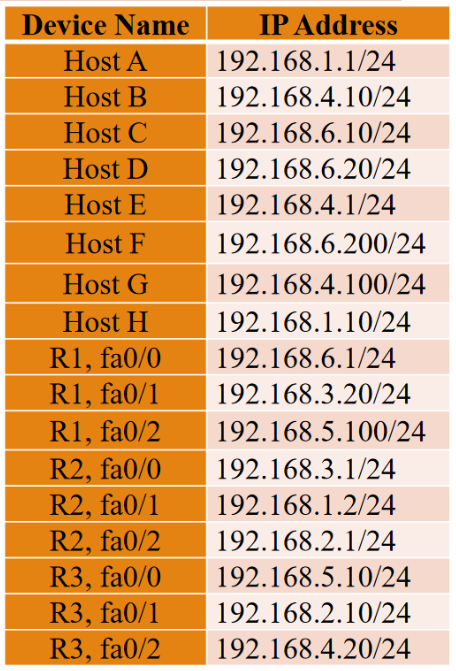 Device Name IP Address
Host A 192.168.1.1/24
Host B 192.168.4.10/24
Host C 192.168.6.10/24
Host D 192.168.6.20/24
Host E 192.168.4.1/24
Host F 192.168.6.200/24
Host G 192.168.4.100/24
Host H 192.168.1.10/24
R1, fa0/0 192.168.6.1/24
R1, fa0/1 192.168.3.20/24
R1, fa0/2 192.168.5.100/24
R2, fa0/0 192.168.3.1/24
R2, fa0/1 192.168.1.2/24
R2, fa0/2 192.168.2.1/24
R3, fa0/0 192.168.5.10/24
R3, fa0/1 192.168.2.10/24
R3, fa0/2 192.168.4.20/24